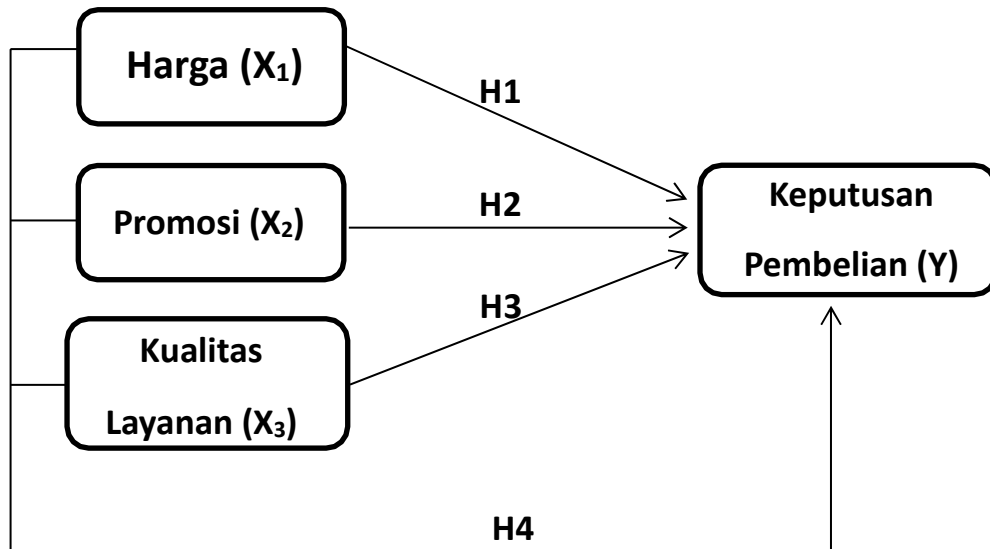 Harga (X₁)
H1
Promosi (X₂)
H2
Keputusan
Pembelian (Y)
H3
Kualitas
Layanan (X₃)
H4